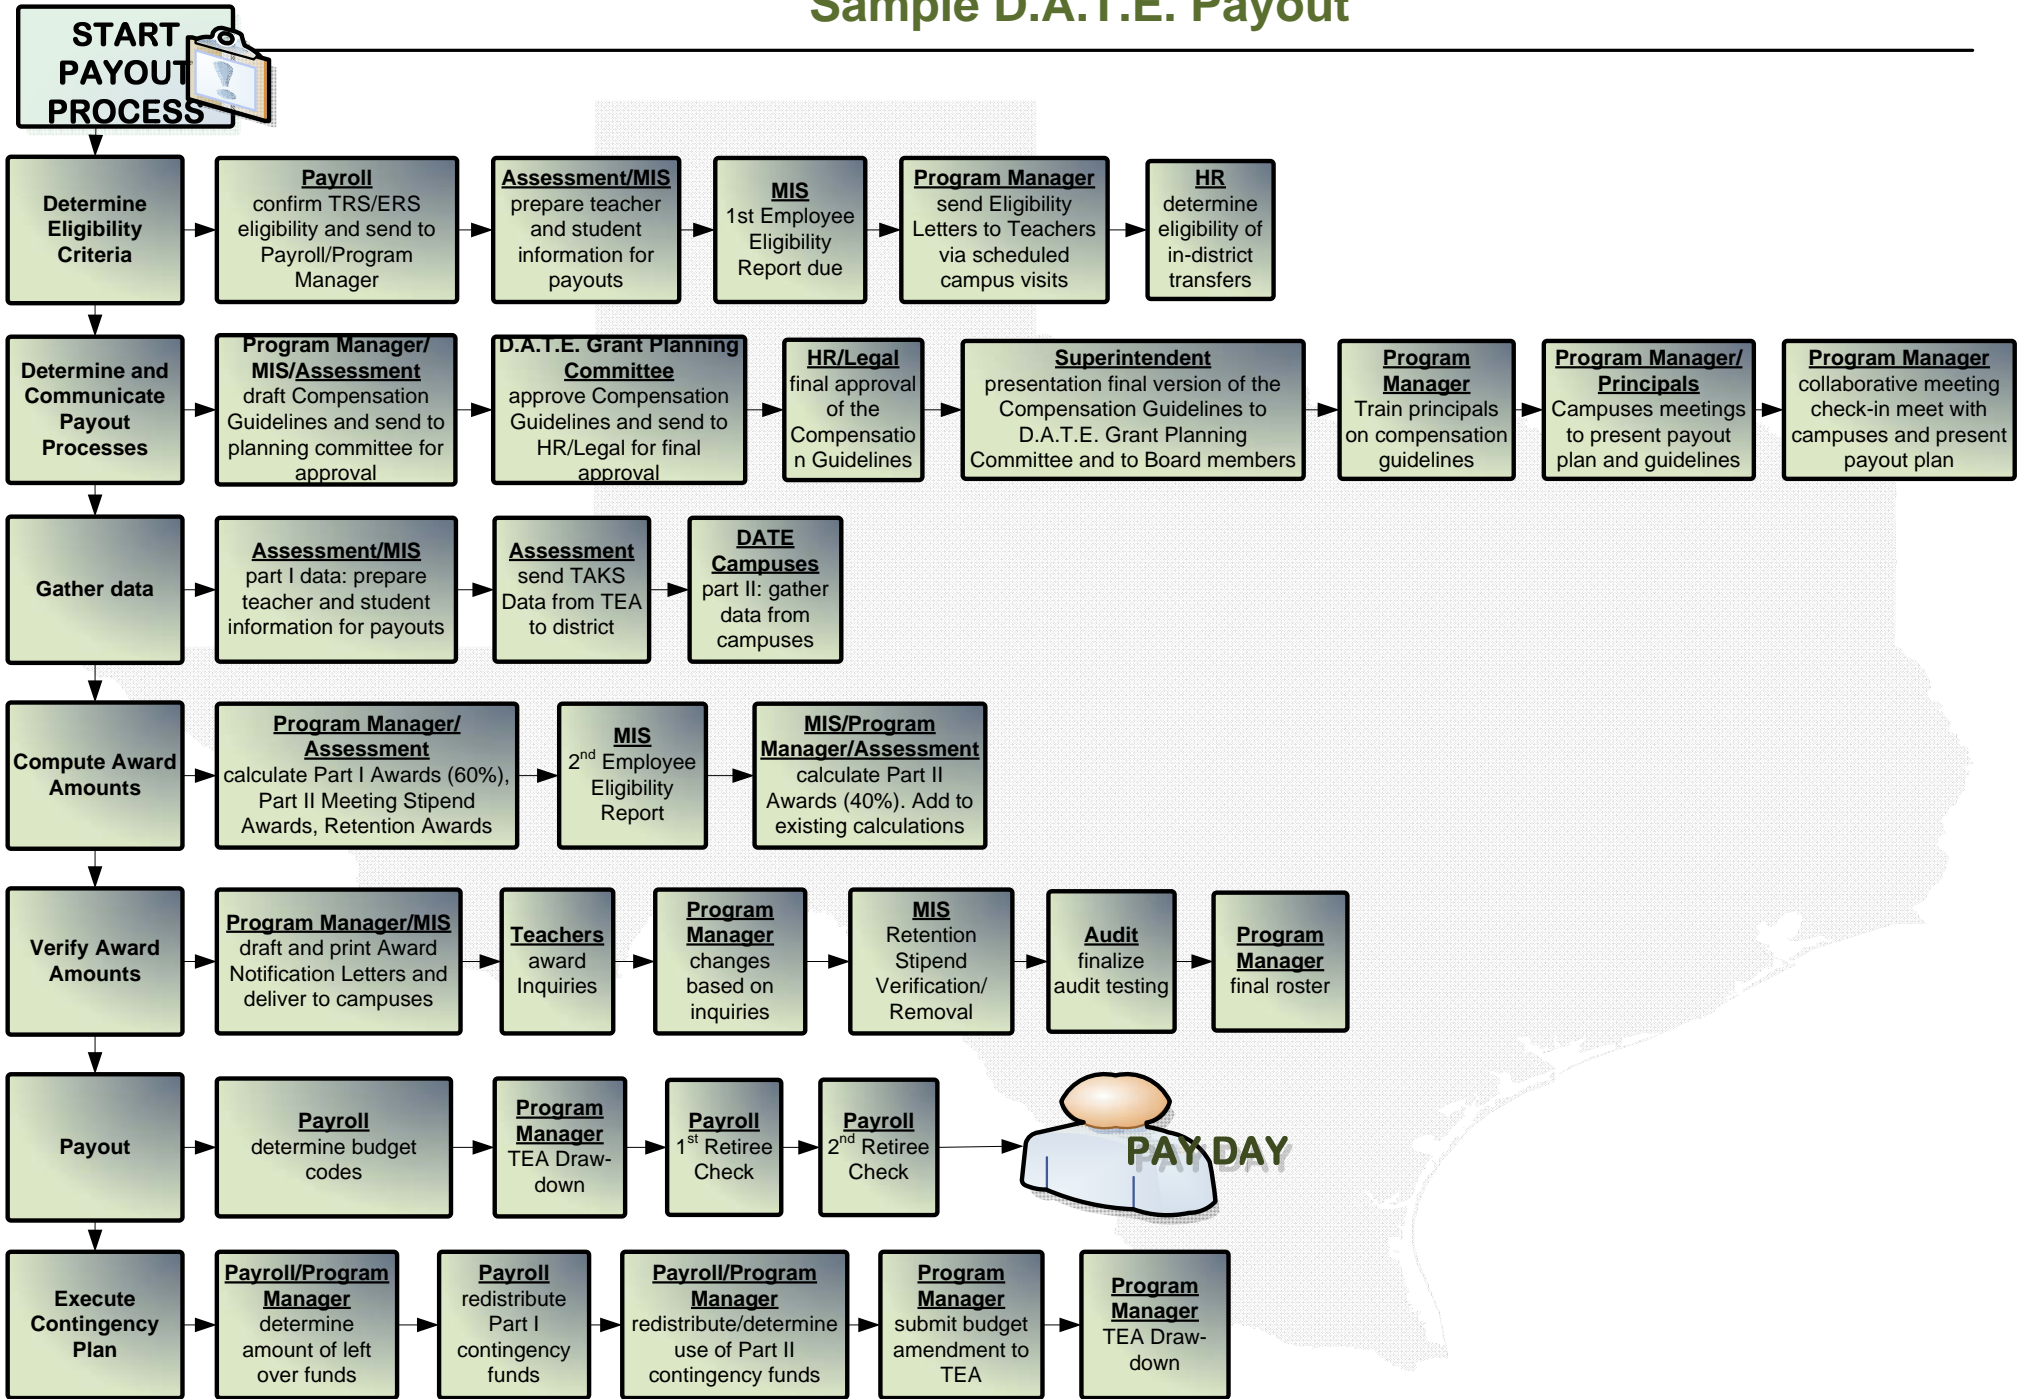 Sample D.A.T.E. Payout
START
PAYOUT
PROCESS
Determine
Eligibility
Criteria
Payroll
confirm TRS/ERS
eligibility and send to
Payroll/Program
Manager
Assessment/MIS
prepare teacher
and student
information for
payouts
MIS
1st Employee
Eligibility
Report due
Program Manager
send Eligibility
Letters to Teachers
via scheduled
campus visits
HR
determine
eligibility of
in-district
transfers
Determine and
Communicate
Payout
Processes
Program Manager/
MIS/Assessment
draft Compensation
Guidelines and send to
planning committee for
approval
D.A.T.E. Grant Planning
Committee
approve Compensation
Guidelines and send to
HR/Legal for final
approval
HR/Legal
final approval
of the
Compensatio
n Guidelines
Superintendent
presentation final version of the
Compensation Guidelines to
D.A.T.E. Grant Planning
Committee and to Board members
Program
Manager
Train principals
on compensation
guidelines
Program Manager/
Principals
Campuses meetings
to present payout
plan and guidelines
Program Manager
collaborative meeting
check-in meet with
campuses and present
payout plan
Gather data
Assessment/MIS
part I data: prepare
teacher and student
information for payouts
Assessment
send TAKS
Data from TEA
to district
DATE
Campuses
part II: gather
data from
campuses
Compute Award
Amounts
Program Manager/
Assessment
calculate Part I Awards (60%),
Part II Meeting Stipend
Awards, Retention Awards
MIS
2nd Employee
Eligibility
Report
MIS/Program
Manager/Assessment
calculate Part II
Awards (40%). Add to
existing calculations
Verify Award
Amounts
Program Manager/MIS
draft and print Award
Notification Letters and
deliver to campuses
Teachers
award
Inquiries
Program
Manager
changes
based on
inquiries
MIS
Retention
Stipend
Verification/
Removal
Audit
finalize
audit testing
Program
Manager
final roster
Payout
Payroll
determine budget
codes
Program
Manager
TEA Draw-
down
Payroll
1st Retiree
Check
Payroll
2nd Retiree
Check
PAY DAY
Execute
Contingency
Plan
Payroll/Program
Manager
determine
amount of left
over funds
Payroll
redistribute
Part I
contingency
funds
Payroll/Program
Manager
redistribute/determine
use of Part II
contingency funds
Program
Manager
submit budget
amendment to
TEA
Program
Manager
TEA Draw-
down